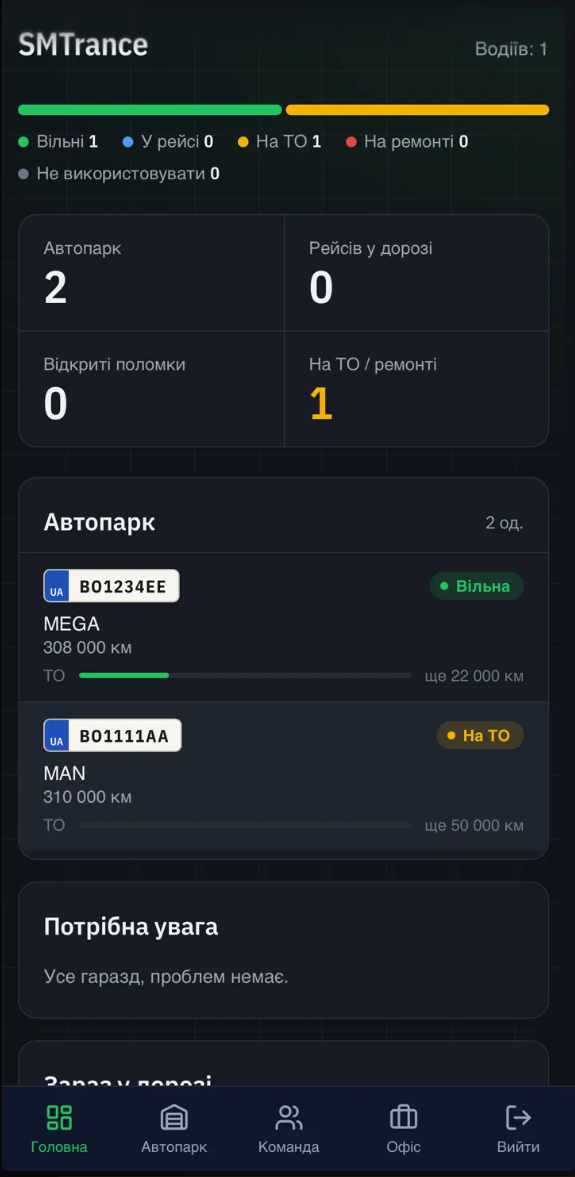 SMTrance
Водіїв: 1
Вільні 1 У рейсі 0 На ТО 1 На ремонті 0
Не використовувати 0
Автопарк
2
Рейсів у дорозі
0
Відкриті поломки
0
На ТО / ремонті
1
Автопарк
2 од.
UA BO1234EE
Вільна
MEGA
308 000 км
ТО ще 22 000 км
UA BO1111AA
На ТО
MAN
310 000 км
ТО ще 50 000 км
Потрібна увага
Усе гаразд, проблем немає.
Зараз у дорозі
Головна Автопарк Команда Офіс Вийти